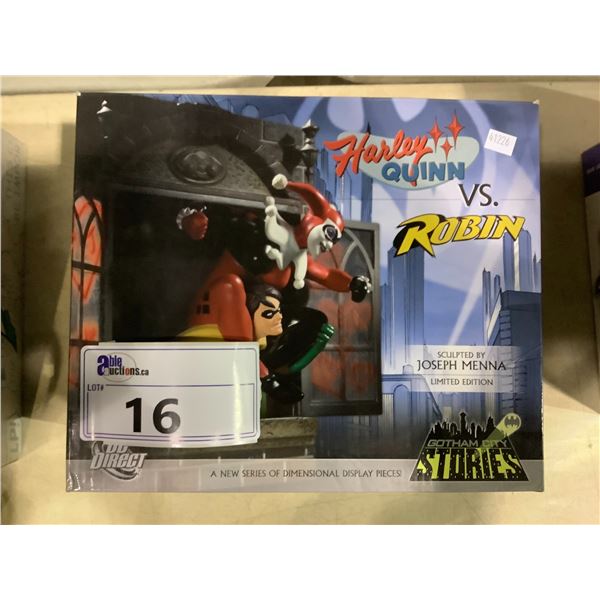 Harley
QUINN
VS.
ROBIN
41226
SCULPTED BY
JOSEPH MENNA
LIMITED EDITION
able
auctions.ca
LOT#
16
DC DIRECT
A NEW SERIES OF DIMENSIONAL DISPLAY PIECES!
GOTHAM CITY
STORIES